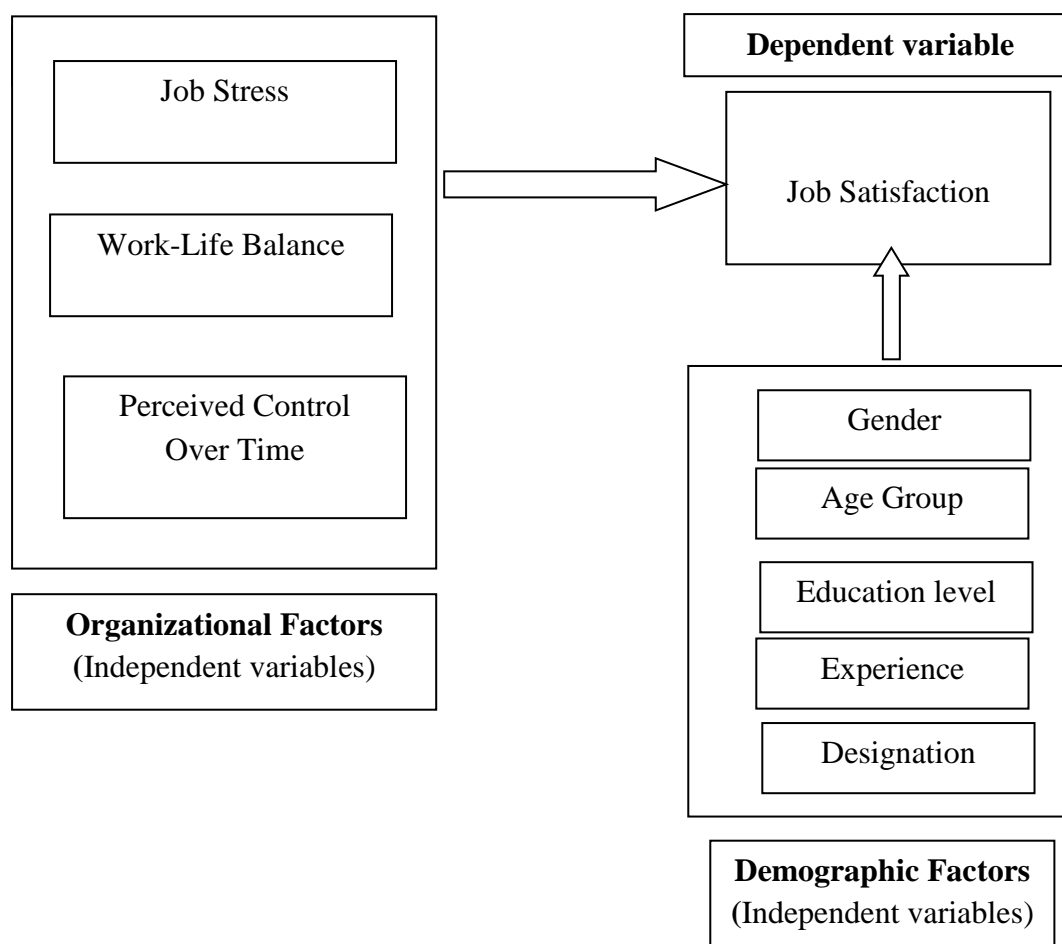 Job Stress
Work-Life Balance
Perceived Control
Over Time
Organizational Factors
(Independent variables)
Dependent variable
Job Satisfaction
Gender
Age Group
Education level
Experience
Designation
Demographic Factors
(Independent variables)